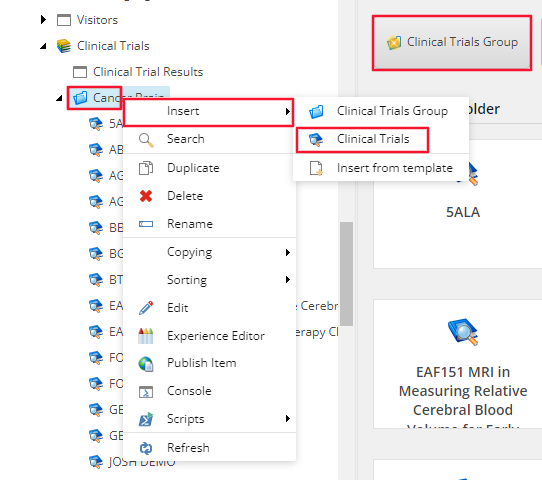 Visitors
Clinical Trials
Clinical Trial Results
Cancer Brain
5A
AB
AG
AG
BB
BG
BT
EA
e Cerebr
EA
erapy Cl
FO
FO
GE
GE
JOSH DEMO
Insert
Search
Duplicate
Delete
Rename
Copying
Sorting
Edit
Experience Editor
Publish Item
Console
Scripts
Refresh
Clinical Trials Group
Clinical Trials
Insert from template
Clinical Trials Group
older
5ALA
EAF151 MRI in
Measuring Relative
Cerebral Blood
Volume for Early